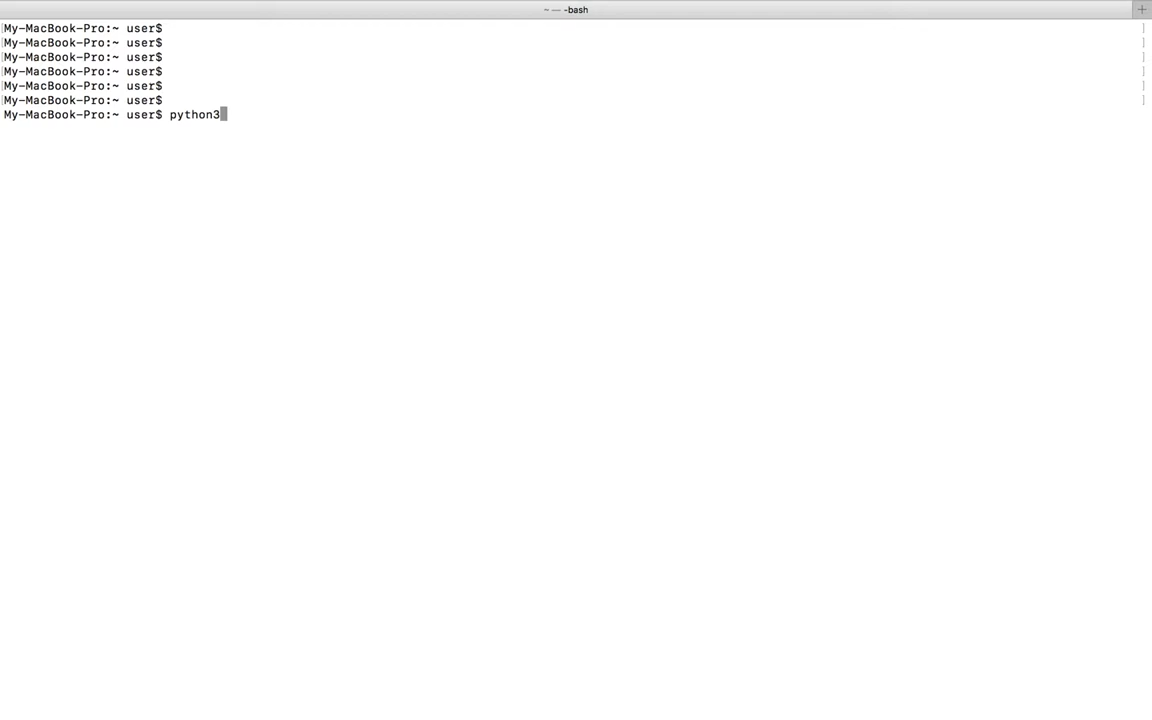 ~ — -bash
+
[My-MacBook-Pro:~ user$ ]
[My-MacBook-Pro:~ user$ ]
[My-MacBook-Pro:~ user$ ]
[My-MacBook-Pro:~ user$ ]
[My-MacBook-Pro:~ user$ ]
[My-MacBook-Pro:~ user$ ]
My-MacBook-Pro:~ user$ python3